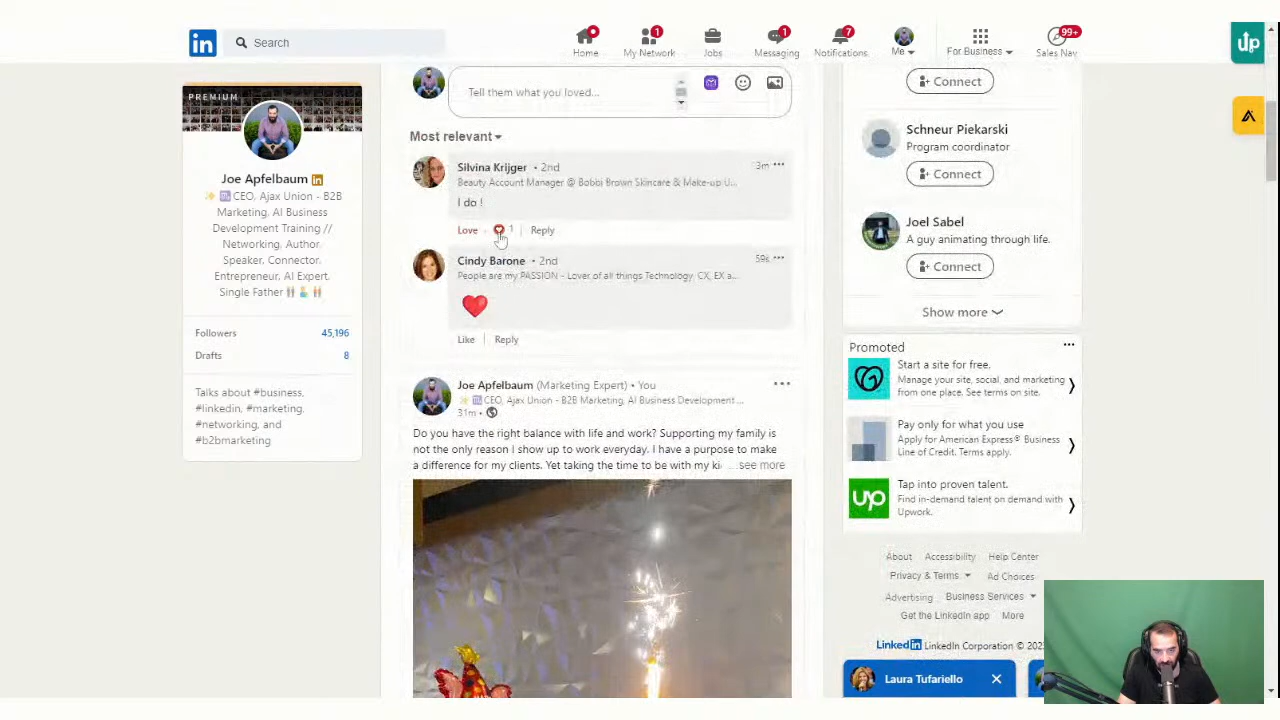 in
Search
Home
1
My Network
Jobs
1
Messaging
7
Notifications
Me
For Business
99+
Sales Nav
up
PREMIUM
Joe Apfelbaum in
CEO, Ajax Union - B2B
Marketing, AI Business
Development Training //
Networking, Author,
Speaker, Connector,
Entrepreneur, AI Expert,
Single Father
Followers 45,196
Drafts 8
Talks about #business,
#linkedin, #marketing,
#networking, and
#b2bmarketing
Tell them what you loved...
Most relevant
Silvina Krijger • 2nd 3m •••
Beauty Account Manager @ Bobbi Brown Skincare & Make-up U...
I do !
Love · 1 | Reply
Cindy Barone • 2nd 59s •••
People are my PASSION - Lover of all things Technology, CX, EX a...
Like | Reply
Joe Apfelbaum (Marketing Expert) • You •••
CEO, Ajax Union - B2B Marketing, AI Business Development ...
31m •
Do you have the right balance with life and work? Supporting my family is
not the only reason I show up to work everyday. I have a purpose to make
a difference for my clients. Yet taking the time to be with my ki ...see more
Connect
Schneur Piekarski
Program coordinator
Connect
Joel Sabel
A guy animating through life.
Connect
Show more
Promoted •••
Start a site for free.
Manage your site, social, and marketing
from one place. See terms on site.
Pay only for what you use
Apply for American Express® Business
Line of Credit. Terms apply.
up
Tap into proven talent.
Find in-demand talent on demand with
Upwork.
About Accessibility Help Center
Privacy & Terms Ad Choices
Advertising Business Services
Get the LinkedIn app More
LinkedIn LinkedIn Corporation © 202
Laura Tufariello